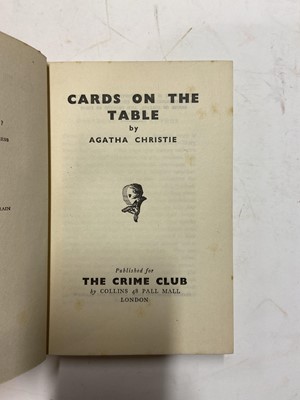 CARDS ON THE
TABLE
by
AGATHA CHRISTIE
Published for
THE CRIME CLUB
by COLLINS 48 PALL MALL
LONDON